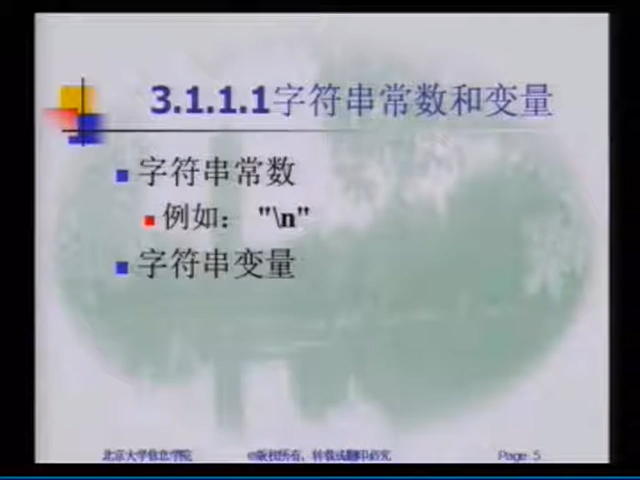 3.1.1.1字符串常数和变量
字符串常数
例如： "\n"
字符串变量
北京大学信息学院 ©版权所有，转载或翻印必究 Page 5